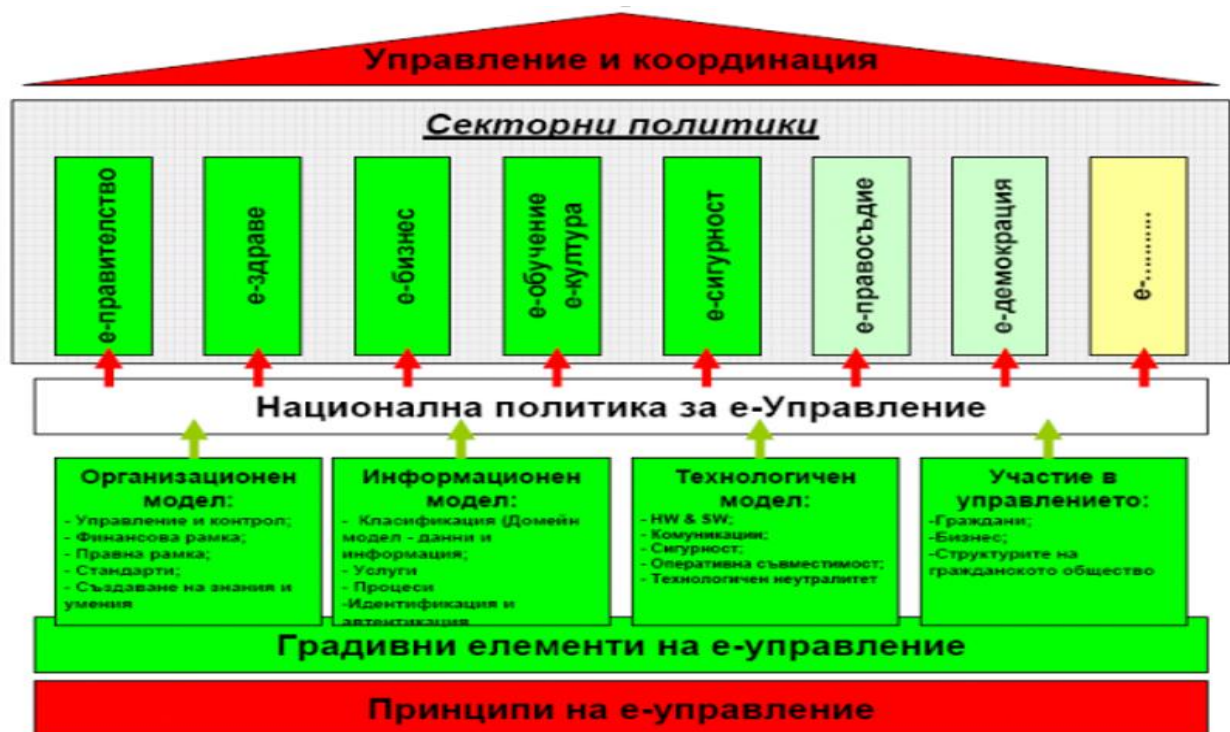 Управление и координация
Секторни политики
е-правителство
е-здраве
е-бизнес
е-обучение
е-култура
е-сигурност
е-правосъдие
е-демокрация
е-..........
Национална политика за е-Управление
Организационен
модел:
- Управление и контрол;
- Финансова рамка;
- Правна рамка;
- Стандарти;
- Създаване на знания и
умения
Информационен
модел:
- Класификация (Домейн
модел - данни и
информация;
- Услуги
- Процеси
-Идентификация и
автентикация
Технологичен
модел:
- HW & SW;
- Комуникации;
- Сигурност;
- Оперативна съвместимост;
- Технологичен неутралитет
Участие в
управлението:
-Граждани;
-Бизнес;
-Структурите на
гражданското общество
Градивни елементи на е-управление
Принципи на е-управление